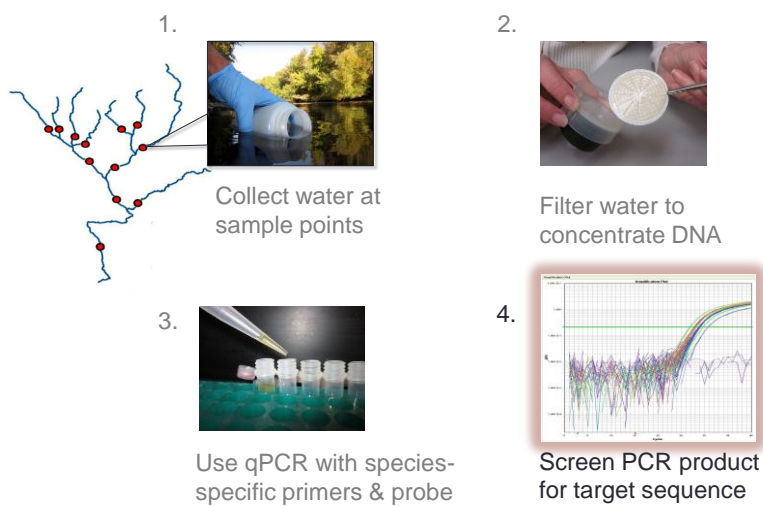 1.
Collect water at
sample points
2.
Filter water to
concentrate DNA
3.
Use qPCR with species-
specific primers & probe
4.
Screen PCR product
for target sequence